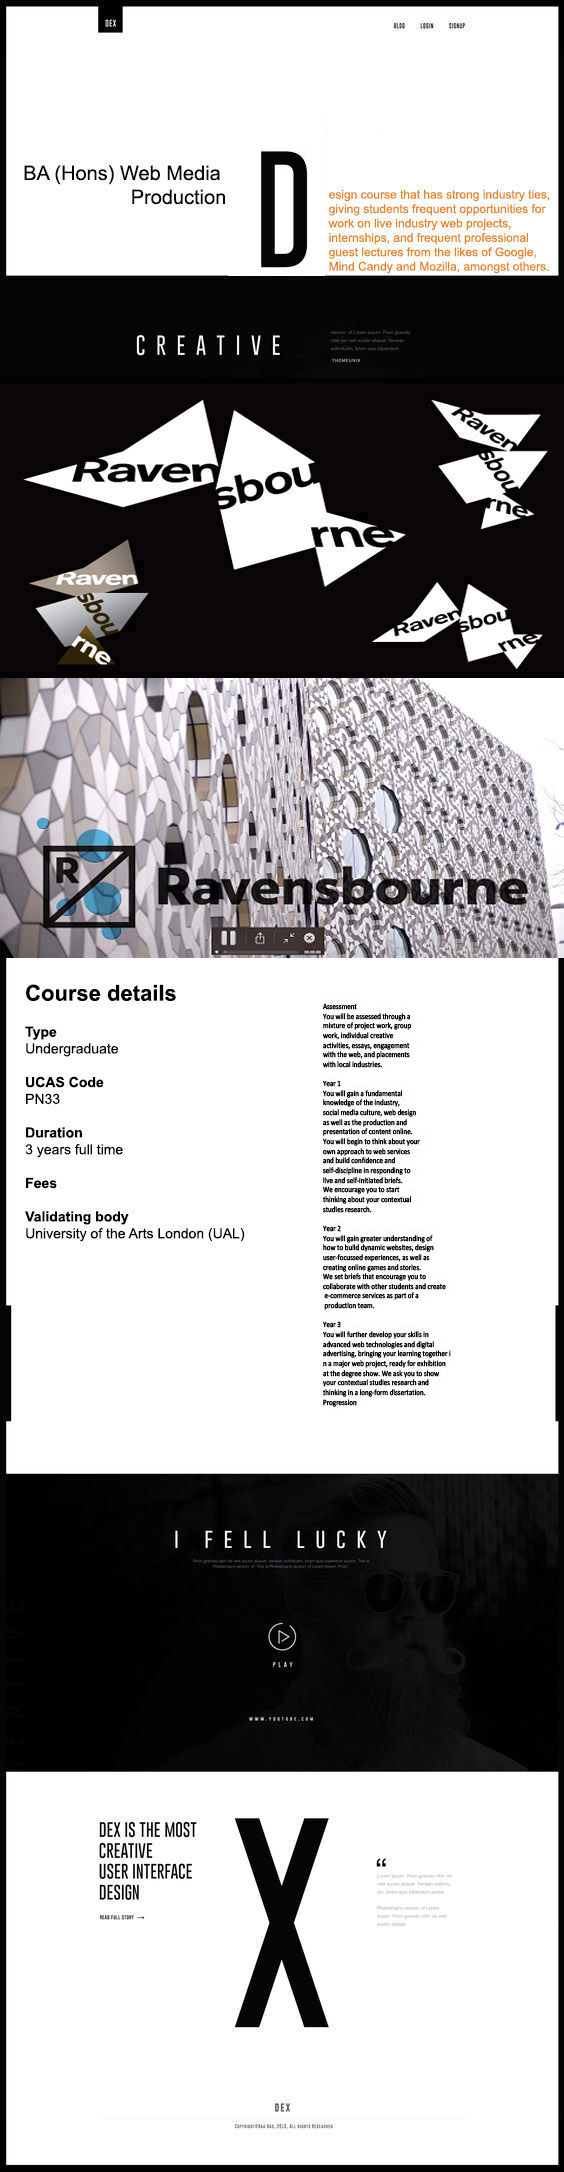 DEX
BLOG LOGIN SIGNUP
BA (Hons) Web Media
Production
D
esign course that has strong industry ties,
giving students frequent opportunities for
work on live industry web projects,
internships, and frequent professional
guest lectures from the likes of Google,
Mind Candy and Mozilla, amongst others.
CREATIVE
version of Lorem Ipsum. Proin gravida
nibh vel velit auctor aliquet. Aenean
sollicitudin, lorem quis bibendum
THEMEUNIX
Raven
sbou
rne
Raven
sbou
rne
Raven
sbou
rne
Raven
sbou
rne
R
Ravensbourne
Course details
Type
Undergraduate
UCAS Code
PN33
Duration
3 years full time
Fees
Validating body
University of the Arts London (UAL)
Assessment
You will be assessed through a
mixture of project work, group
work, individual creative
activities, essays, engagement
with the web, and placements
with local industries.
Year 1
You will gain a fundamental
knowledge of the industry,
social media culture, web design
as well as the production and
presentation of content online.
You will begin to think about your
own approach to web services
and build confidence and
self-discipline in responding to
live and self-initiated briefs.
We encourage you to start
thinking about your contextual
studies research.
Year 2
You will gain greater understanding of
how to build dynamic websites, design
user-focussed experiences, as well as
creating online games and stories.
We set briefs that encourage you to
collaborate with other students and create
e-commerce services as part of a
production team.
Year 3
You will further develop your skills in
advanced web technologies and digital
advertising, bringing your learning together i
n a major web project, ready for exhibition
at the degree show. We ask you to show
your contextual studies research and
thinking in a long-form dissertation.
Progression
I FELL LUCKY
Proin gravida nibh vel velit auctor aliquet. Aenean sollicitudin, lorem quis bibendum auctor. This is
Photoshop's version of This is Photoshop's version of Lorem Ipsum. Proin
CREATIVE
PLAY
WWW.YOUTUBE.COM
DEX IS THE MOST
CREATIVE
USER INTERFACE
DESIGN
READ FULL STORY →
X
“
Lorem Ipsum. Proin gravida nibh vel
velit auctor aliquet. Aenean sollicitu
din, lorem quis bibendum auctor.
Photoshop's version of Lorem
Ipsum. Proin gravida nibh vel velit
auctor aliquet
DEX